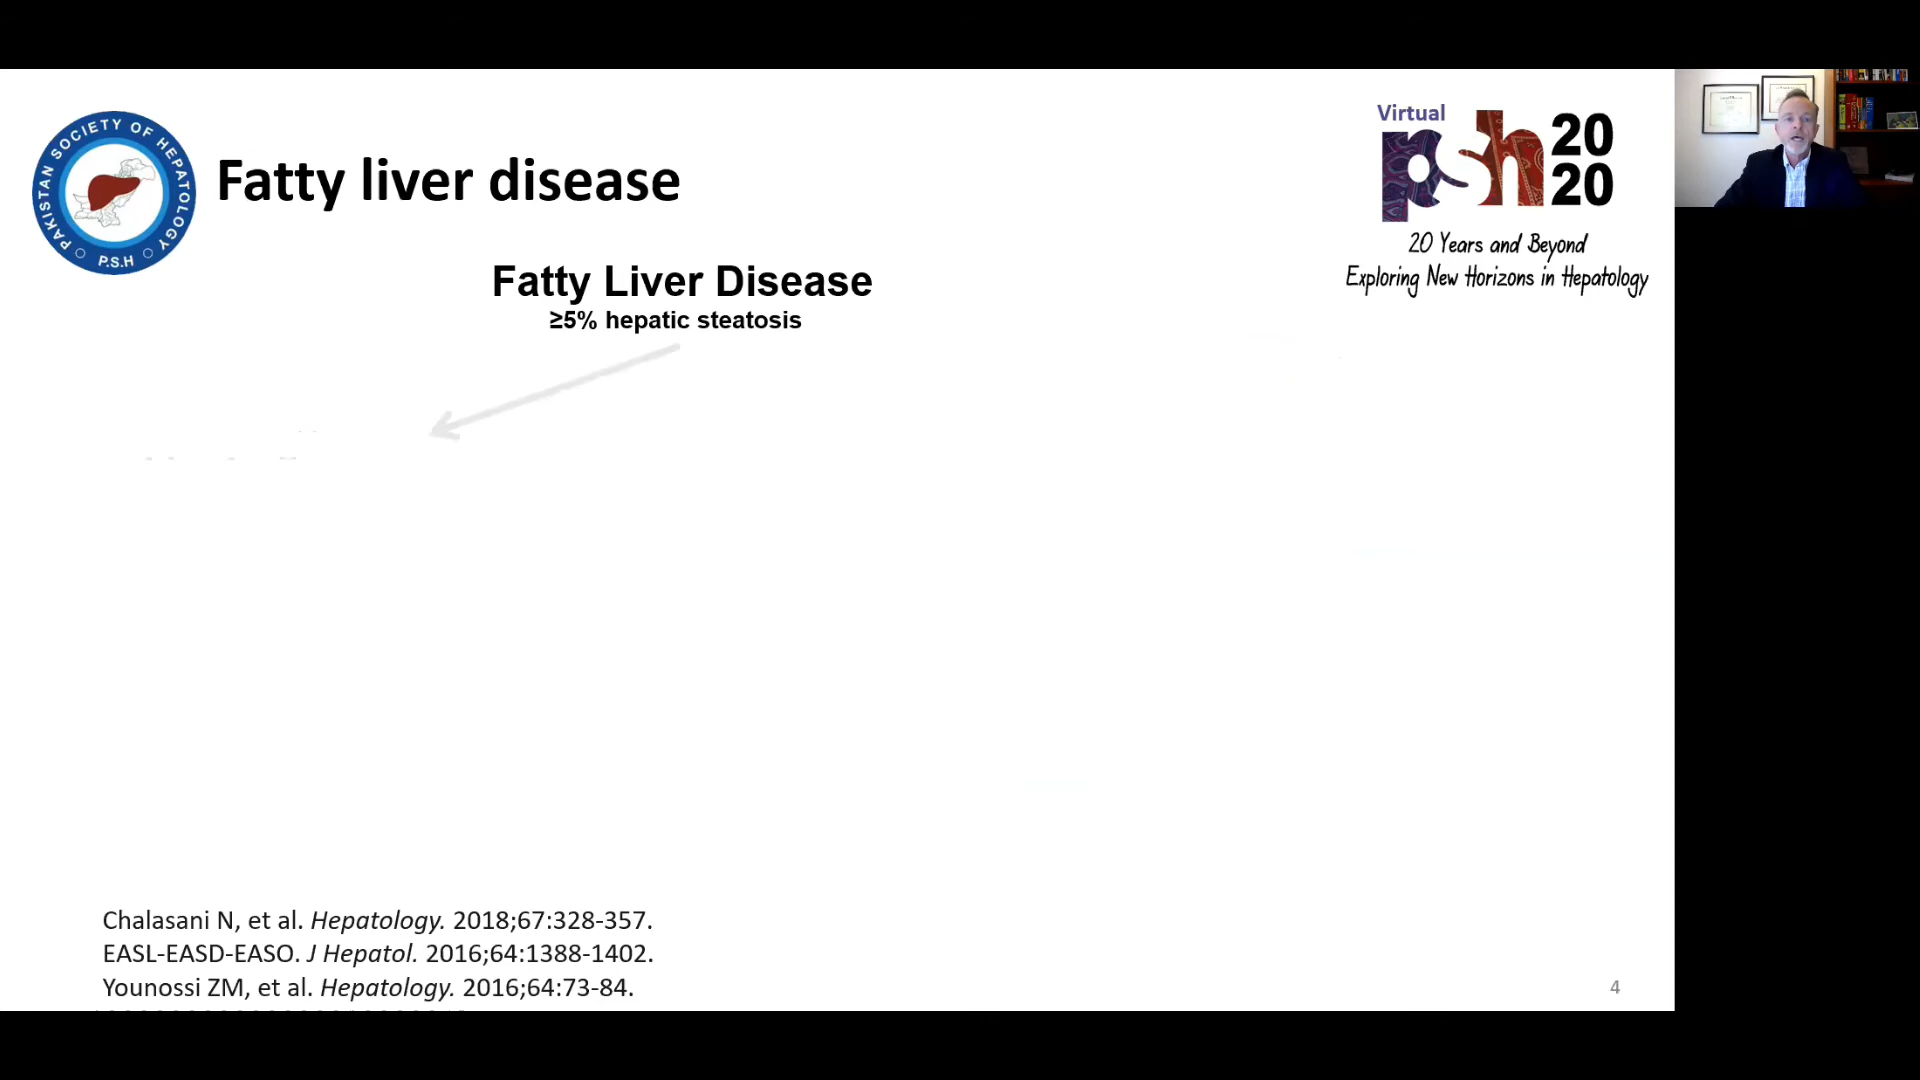 PAKISTAN SOCIETY OF HEPATOLOGY
P.S.H
Fatty liver disease
Virtual
psh
20
20
20 Years and Beyond
Exploring New Horizons in Hepatology
Fatty Liver Disease
≥5% hepatic steatosis
Chalasani N, et al. Hepatology. 2018;67:328-357.
EASL-EASD-EASO. J Hepatol. 2016;64:1388-1402.
Younossi ZM, et al. Hepatology. 2016;64:73-84.
4